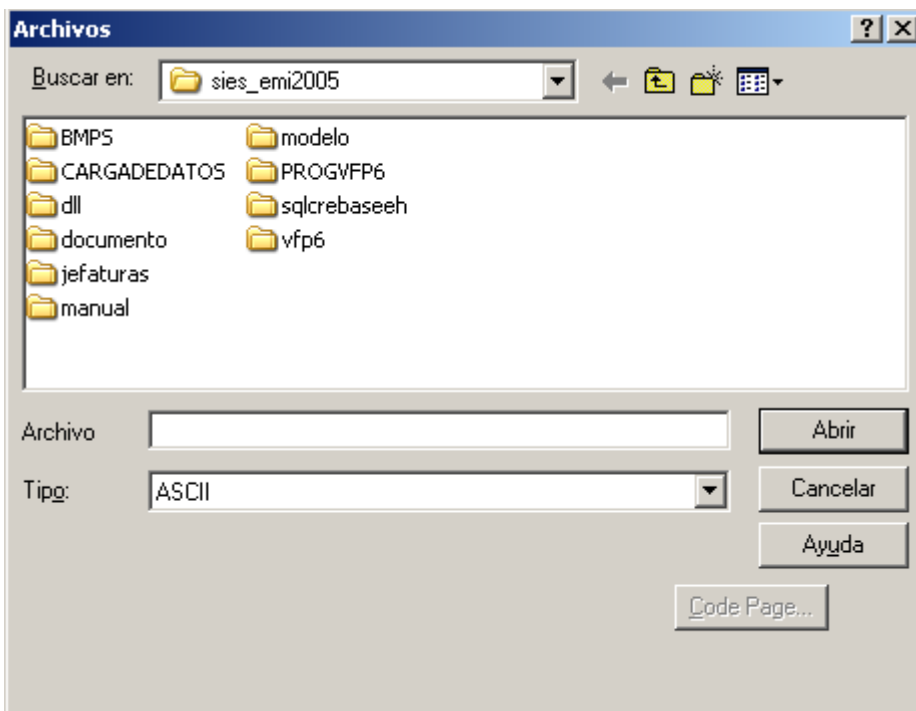 Archivos
Buscar en: sies_emi2005
BMPS modelo
CARGADEDATOS PROGVFP6
dll sqlcrebaseeh
documento vfp6
jefaturas
manual
Archivo Abrir
Tipo: ASCII Cancelar
Ayuda
Code Page...